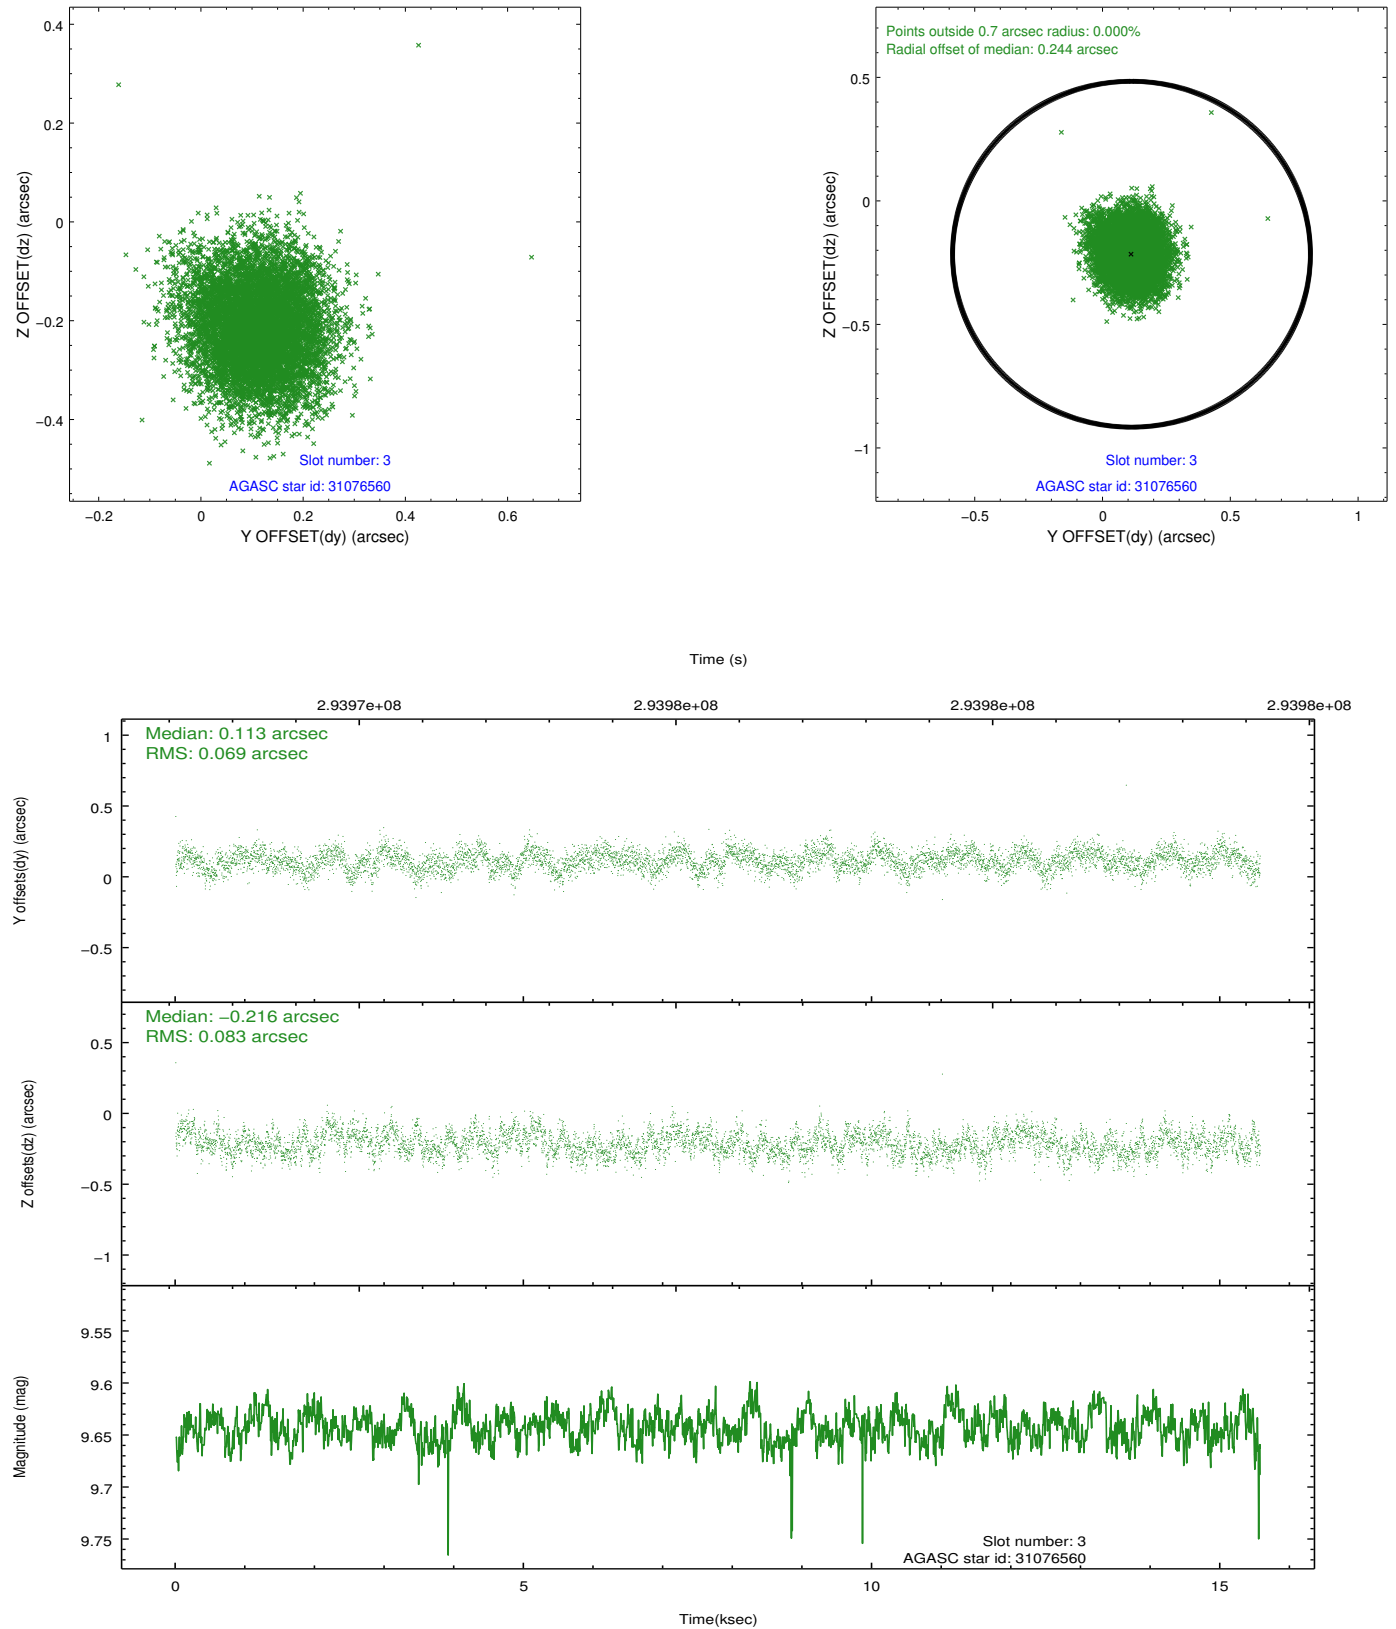 0.4
0.2
0
−0.2
−0.4
Z OFFSET(dz) (arcsec)
Slot number: 3
AGASC star id: 31076560
−0.2 0 0.2 0.4 0.6
Y OFFSET(dy) (arcsec)
Points outside 0.7 arcsec radius: 0.000%
Radial offset of median: 0.244 arcsec
0.5
0
−0.5
−1
Z OFFSET(dz) (arcsec)
Slot number: 3
AGASC star id: 31076560
−0.5 0 0.5 1
Y OFFSET(dy) (arcsec)
Time (s)
2.9397e+08 2.9398e+08 2.9398e+08 2.9398e+08
Median: 0.113 arcsec
RMS: 0.069 arcsec
1
0.5
0
−0.5
Y offsets(dy) (arcsec)
Median: −0.216 arcsec
RMS: 0.083 arcsec
0.5
0
−0.5
−1
Z offsets(dz) (arcsec)
9.55
9.6
9.65
9.7
9.75
Magnitude (mag)
Slot number: 3
AGASC star id: 31076560
0 5 10 15
Time(ksec)